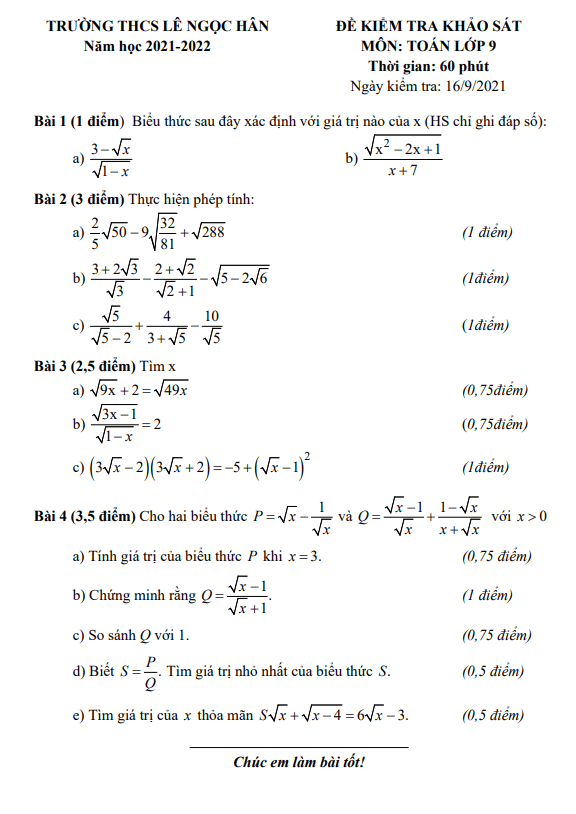 TRƯỜNG THCS LÊ NGỌC HÂN
Năm học 2021-2022
ĐỀ KIỂM TRA KHẢO SÁT
MÔN: TOÁN LỚP 9
Thời gian: 60 phút
Ngày kiểm tra: 16/9/2021
Bài 1 (1 điểm) Biểu thức sau đây xác định với giá trị nào của x (HS chỉ ghi đáp số):
a) \frac{3-\sqrt{x}}{\sqrt{1-x}} b) \frac{\sqrt{x^2-2x+1}}{x+7}
Bài 2 (3 điểm) Thực hiện phép tính:
a) \frac{2}{5}\sqrt{50}-9\sqrt{\frac{32}{81}}+\sqrt{288} (1 điểm)
b) \frac{3+2\sqrt{3}}{\sqrt{3}}-\frac{2+\sqrt{2}}{\sqrt{2}+1}-\sqrt{5-2\sqrt{6}} (1điểm)
c) \frac{\sqrt{5}}{\sqrt{5}-2}+\frac{4}{3+\sqrt{5}}-\frac{10}{\sqrt{5}} (1điểm)
Bài 3 (2,5 điểm) Tìm x
a) \sqrt{9x}+2=\sqrt{49x} (0,75điểm)
b) \frac{\sqrt{3x-1}}{\sqrt{1-x}}=2 (0,75điểm)
c) (3\sqrt{x}-2)(3\sqrt{x}+2)=-5+(\sqrt{x}-1)^2 (1điểm)
Bài 4 (3,5 điểm) Cho hai biểu thức P=\sqrt{x}-\frac{1}{\sqrt{x}} và Q=\frac{\sqrt{x}-1}{\sqrt{x}}+\frac{1-\sqrt{x}}{x+\sqrt{x}} với x>0
a) Tính giá trị của biểu thức P khi x=3. (0,75 điểm)
b) Chứng minh rằng Q=\frac{\sqrt{x}-1}{\sqrt{x}+1}. (1 điểm)
c) So sánh Q với 1. (0,75 điểm)
d) Biết S=\frac{P}{Q}. Tìm giá trị nhỏ nhất của biểu thức S. (0,5 điểm)
e) Tìm giá trị của x thỏa mãn S\sqrt{x}+\sqrt{x-4}=6\sqrt{x}-3. (0,5 điểm)
Chúc em làm bài tốt!